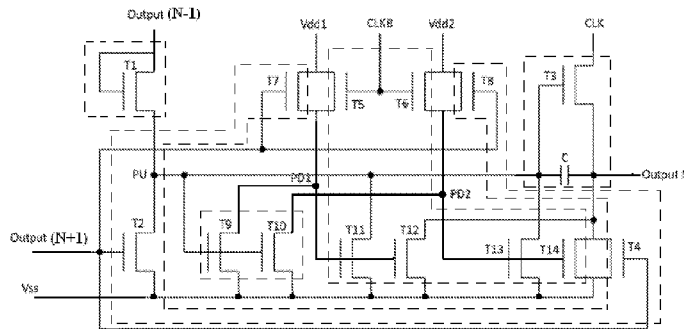 Output (N-1)
Vdd1
CLKB
Vdd2
CLK
T1
T7
T5
T6
T8
T3
C
PU
PD1
PD2
Output
T2
T9
T10
T11
T12
T13
T14
T4
Output (N+1)
Vss